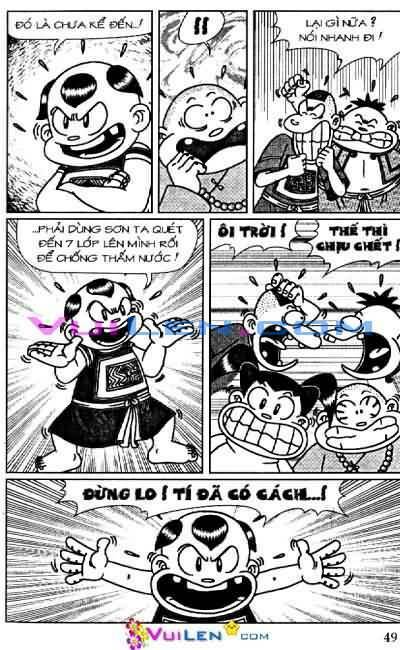 ĐÓ LÀ CHƯA KỂ ĐẾN..!
!!
LẠI GÌ NỮA?
NÓI NHANH ĐI!
...PHẢI DÙNG SƠN TA QUÉT
ĐẾN 7 LỚP LÊN MÌNH RỐI
ĐỂ CHỐNG THẤM NƯỚC!
ÔI TRỜI!
THẾ THÌ
CHỊU CHẾT!
VUILEN.COM
ĐỪNG LO! TÍ ĐÃ CÓ CÁCH...!
VUILEN.COM
49